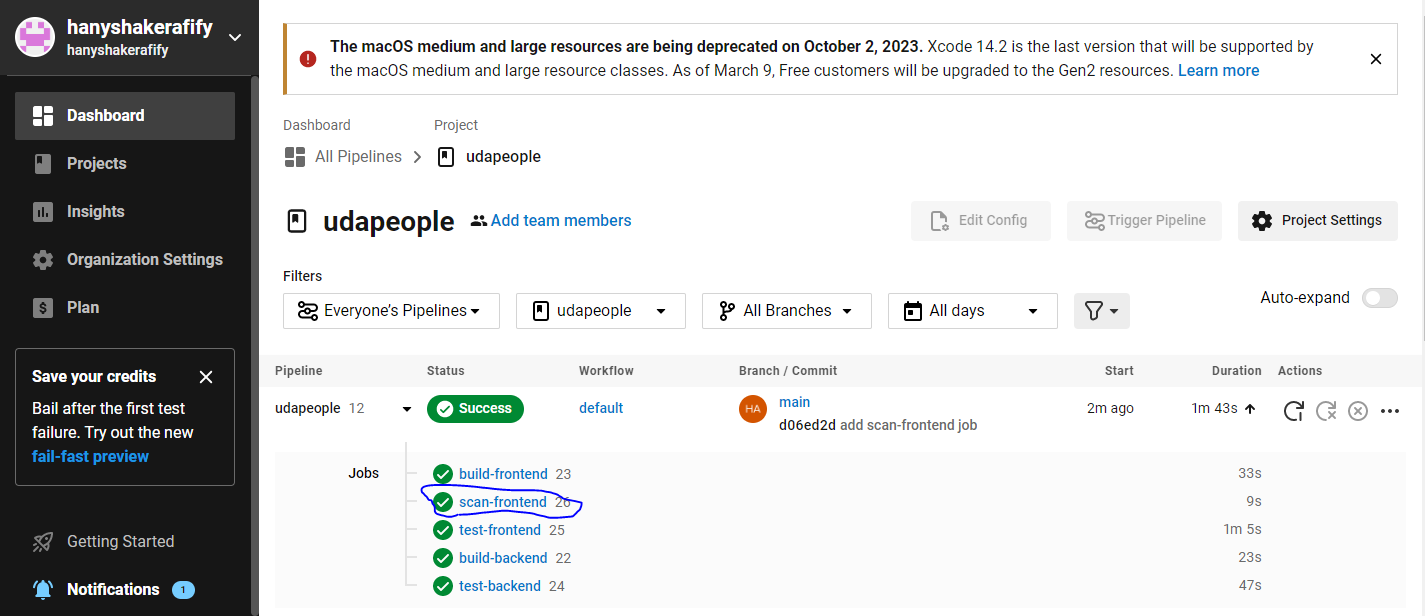 hanyshakerafify
hanyshakerafify
Dashboard
Projects
Insights
Organization Settings
$ Plan
Save your credits
Bail after the first test
failure. Try out the new
fail-fast preview
Getting Started
Notifications 1
The macOS medium and large resources are being deprecated on October 2, 2023. Xcode 14.2 is the last version that will be supported by
the macOS medium and large resource classes. As of March 9, Free customers will be upgraded to the Gen2 resources. Learn more
Dashboard Project
All Pipelines udapeople
udapeople Add team members Edit Config Trigger Pipeline Project Settings
Filters
Everyone's Pipelines udapeople All Branches All days Auto-expand
Pipeline Status Workflow Branch / Commit Start Duration Actions
udapeople 12 Success default HA main 2m ago 1m 43s
d06ed2d add scan-frontend job
Jobs build-frontend 23 33s
scan-frontend 26 9s
test-frontend 25 1m 5s
build-backend 22 23s
test-backend 24 47s